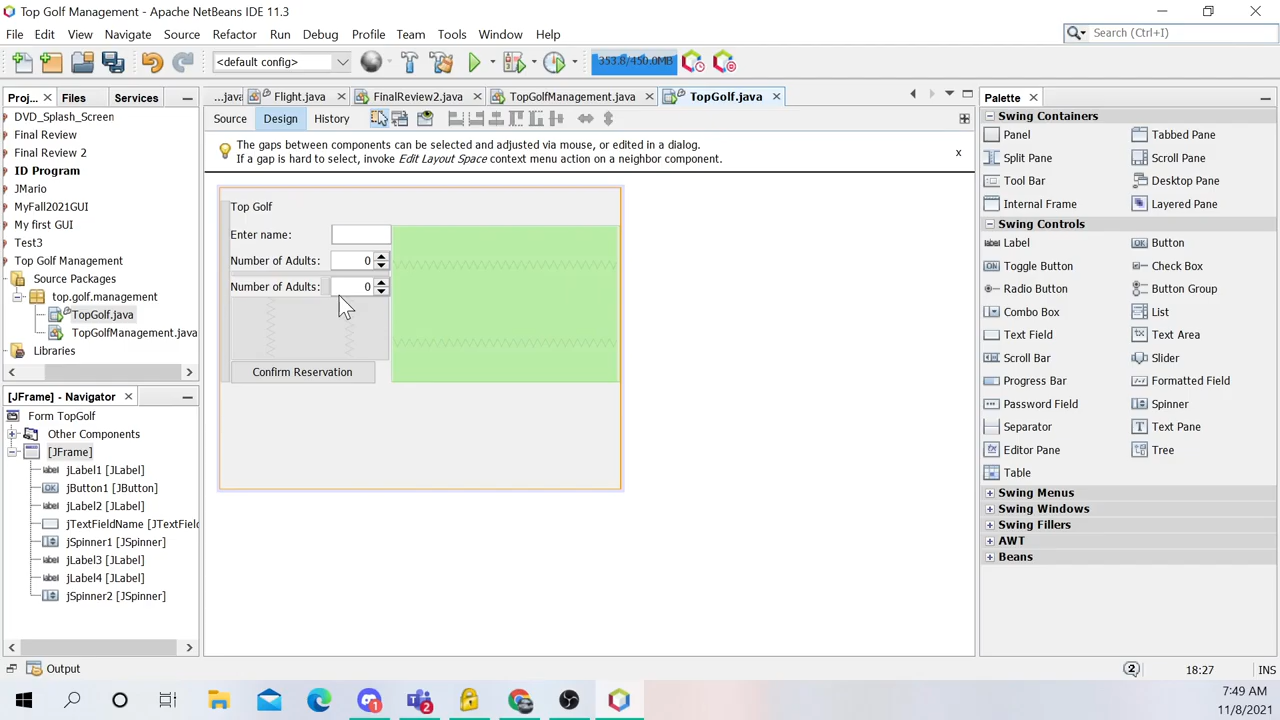 Top Golf Management - Apache NetBeans IDE 11.3
File Edit View Navigate Source Refactor Run Debug Profile Team Tools Window Help
Search (Ctrl+I)
<default config>
353.8/450.0MB
Proj... Files Services
...java Flight.java FinalReview2.java TopGolfManagement.java TopGolf.java
Palette
Source Design History
The gaps between components can be selected and adjusted via mouse, or edited in a dialog.
If a gap is hard to select, invoke Edit Layout Space context menu action on a neighbor component.
x
DVD_Splash_Screen
Final Review
Final Review 2
ID Program
JMario
MyFall2021GUI
My first GUI
Test3
Top Golf Management
Source Packages
top.golf.management
TopGolf.java
TopGolfManagement.java
Libraries
[JFrame] - Navigator
Form TopGolf
Other Components
[JFrame]
jLabel1 [JLabel]
jButton1 [JButton]
jLabel2 [JLabel]
jTextFieldName [JTextField
jSpinner1 [JSpinner]
jLabel3 [JLabel]
jLabel4 [JLabel]
jSpinner2 [JSpinner]
Top Golf
Enter name:
Number of Adults: 0
Number of Adults: 0
Confirm Reservation
Swing Containers
Panel Tabbed Pane
Split Pane Scroll Pane
Tool Bar Desktop Pane
Internal Frame Layered Pane
Swing Controls
Label Button
Toggle Button Check Box
Radio Button Button Group
Combo Box List
Text Field Text Area
Scroll Bar Slider
Progress Bar Formatted Field
Password Field Spinner
Separator Text Pane
Editor Pane Tree
Table
Swing Menus
Swing Windows
Swing Fillers
AWT
Beans
Output
2
18:27 INS
1
2
7:49 AM
11/8/2021